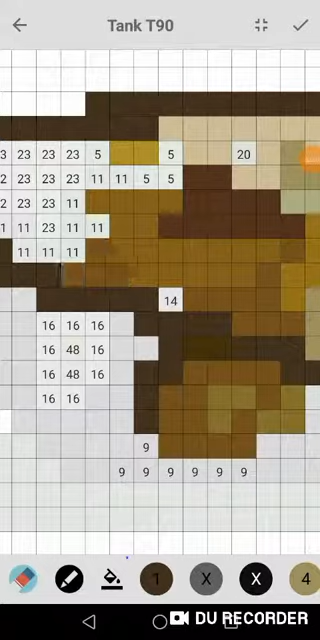 Tank T90
3 23 23 23 5 5 20
2 23 23 23 11 11 5 5
2 23 23 11
1 11 23 11 11
11 11 11
14
16 16 16
16 48 16
16 48 16
16 16
9
9 9 9 9 9 9
1 X X 4
DU RECORDER